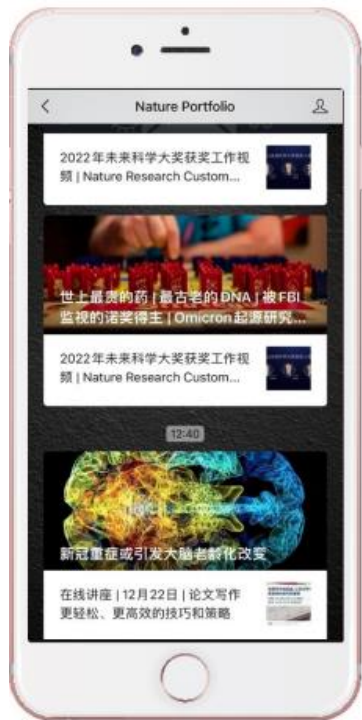 Nature Portfolio
2022年未来科学大奖获奖工作视
频 | Nature Research Custom...
世上最贵的药 | 最古老的DNA | 被FBI
监视的诺奖得主 | Omicron起源研究...
2022年未来科学大奖获奖工作视
频 | Nature Research Custom...
12:40
新冠重症或引发大脑老龄化改变
在线讲座 | 12月22日 | 论文写作
更轻松、更高效的技巧和策略